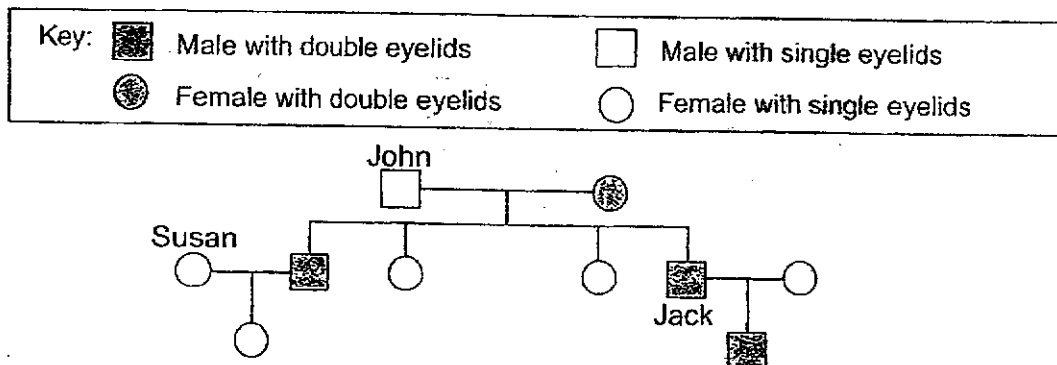 Key: Male with double eyelids Male with single eyelids
Female with double eyelids Female with single eyelids
John
Susan
Jack